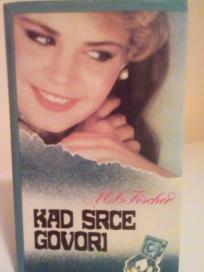 M. L. Fischer
KAD SRCE
GOVORI